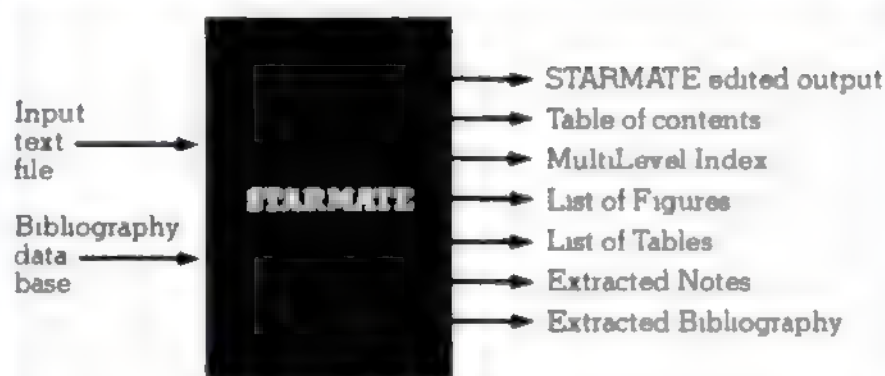 Input
text
file
Bibliography
data
base
STARMATE
STARMATE edited output
Table of contents
MultiLevel Index
List of Figures
List of Tables
Extracted Notes
Extracted Bibliography